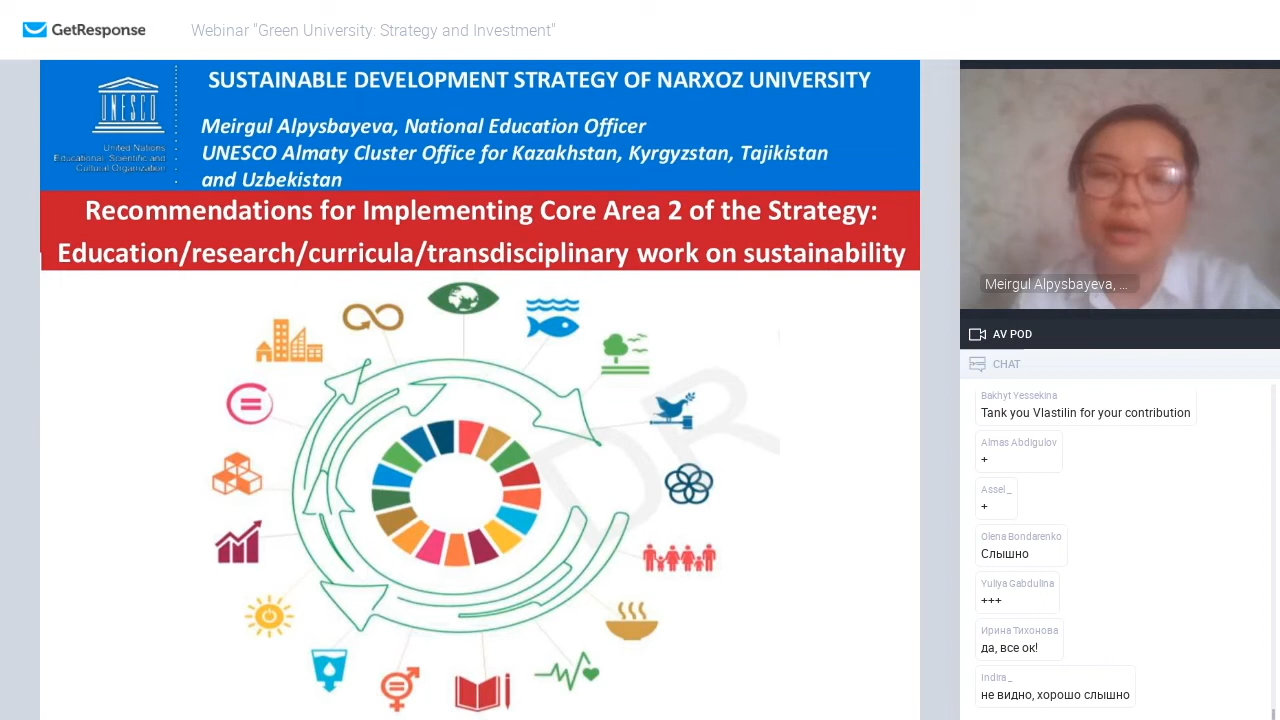 GetResponse
Webinar "Green University: Strategy and Investment"
SUSTAINABLE DEVELOPMENT STRATEGY OF NARXOZ UNIVERSITY
UNESCO
United Nations
Educational, Scientific and
Cultural Organization
Meirgul Alpysbayeva, National Education Officer
UNESCO Almaty Cluster Office for Kazakhstan, Kyrgyzstan, Tajikistan
and Uzbekistan
Recommendations for Implementing Core Area 2 of the Strategy:
Education/research/curricula/transdisciplinary work on sustainability
DR
Meirgul Alpysbayeva, ...
AV POD
CHAT
Bakhyt Yessekina
Tank you Vlastilin for your contribution
Almas Abdigulov
+
Assel_
+
Olena Bondarenko
Слышно
Yuliya Gabdulina
+++
Ирина Тихонова
да, все ок!
Indira_
не видно, хорошо слышно